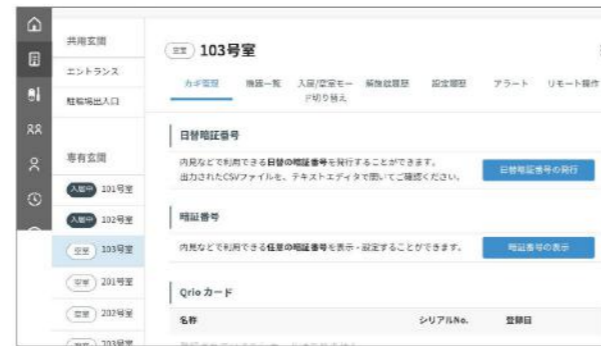 共用玄関
エントランス
駐輪場出入口
専有玄関
入居中 101号室
入居中 102号室
空室 103号室
空室 201号室
空室 202号室
空室 203号室
空室 103号室
カギ管理 機器一覧 入居/空室モード切り替え 解施錠履歴 設定履歴 アラート リモート操作
日替暗証番号
内見などで利用できる日替の暗証番号を発行することができます。
出力されたCSVファイルを、テキストエディタで開いてご確認ください。
日替暗証番号の発行
暗証番号
内見などで利用できる任意の暗証番号を表示・設定することができます。
暗証番号の表示
Qrio カード
名称 シリアルNo. 登録日